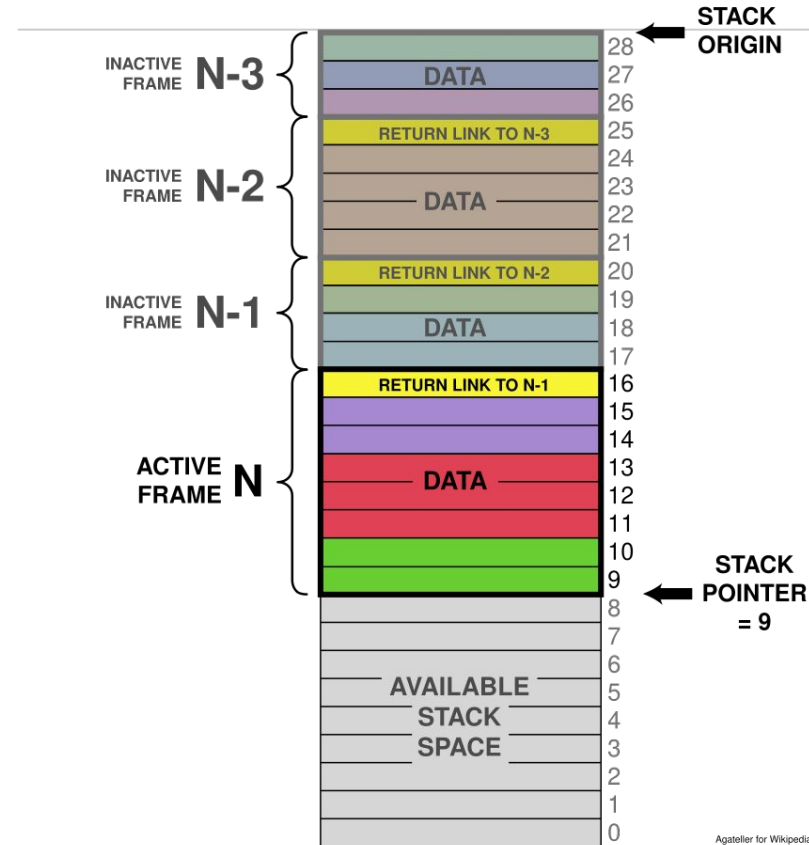 STACK
ORIGIN
INACTIVE
FRAME N-3
DATA
28
27
26
INACTIVE
FRAME N-2
RETURN LINK TO N-3
DATA
25
24
23
22
21
INACTIVE
FRAME N-1
RETURN LINK TO N-2
DATA
20
19
18
17
ACTIVE
FRAME N
RETURN LINK TO N-1
DATA
16
15
14
13
12
11
10
9
STACK
POINTER
= 9
AVAILABLE
STACK
SPACE
8
7
6
5
4
3
2
1
0
Agateller for Wikipedia